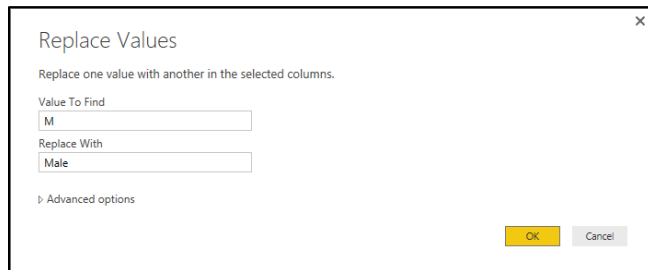 Replace Values
Replace one value with another in the selected columns.
Value To Find
M
Replace With
Male
Advanced options
OK Cancel